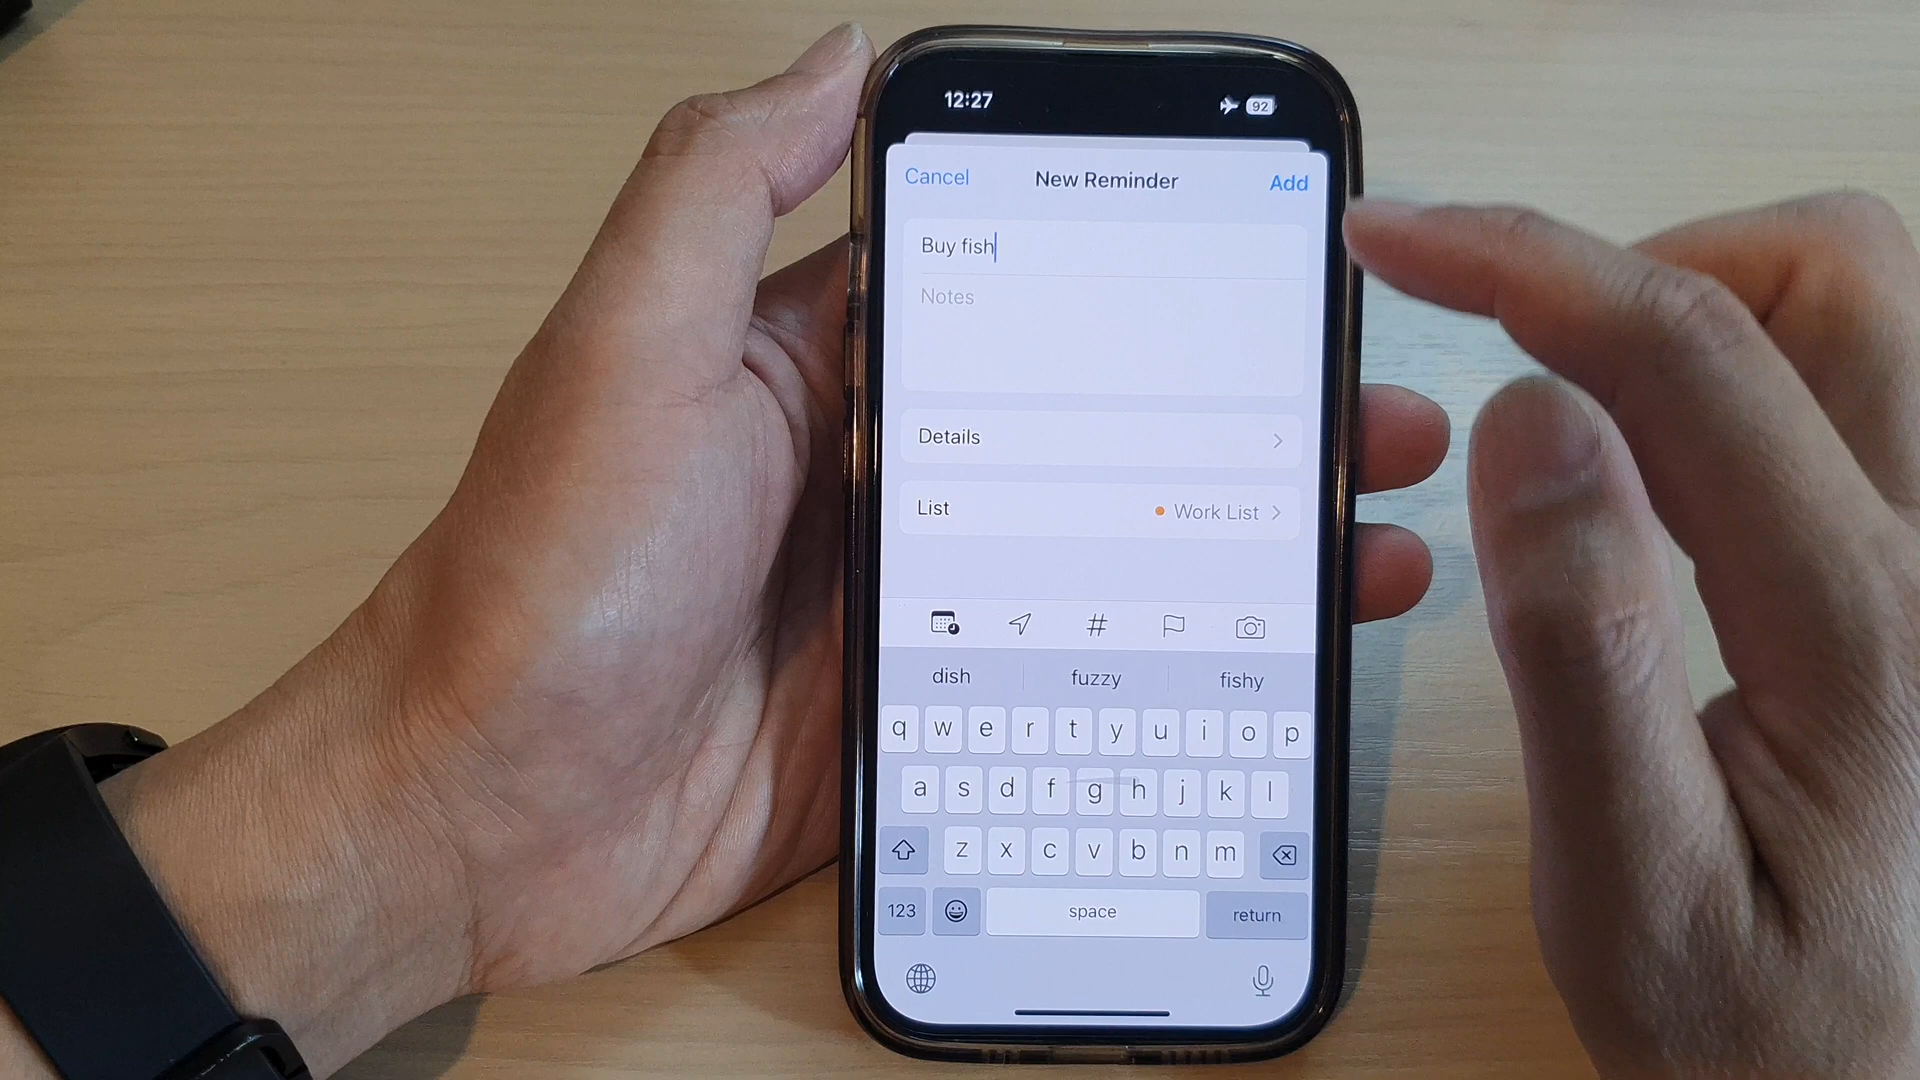 12:27 92
Cancel New Reminder Add
Buy fish
Notes
Details
List Work List
#
dish fuzzy fishy
q w e r t y u i o p
a s d f g h j k l
z x c v b n m
123 space return